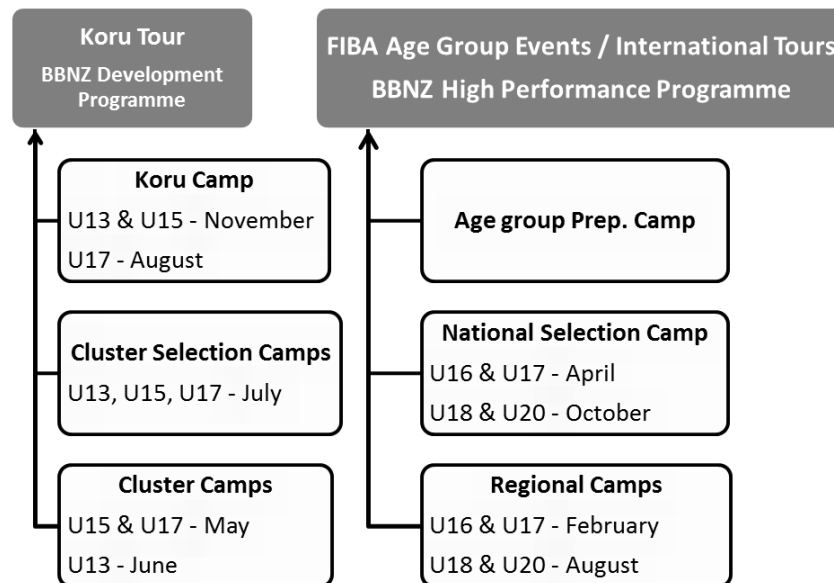 Koru Tour
BBNZ Development
Programme
FIBA Age Group Events / International Tours
BBNZ High Performance Programme
Koru Camp
U13 & U15 - November
U17 - August
Cluster Selection Camps
U13, U15, U17 - July
Cluster Camps
U15 & U17 - May
U13 - June
Age group Prep. Camp
National Selection Camp
U16 & U17 - April
U18 & U20 - October
Regional Camps
U16 & U17 - February
U18 & U20 - August